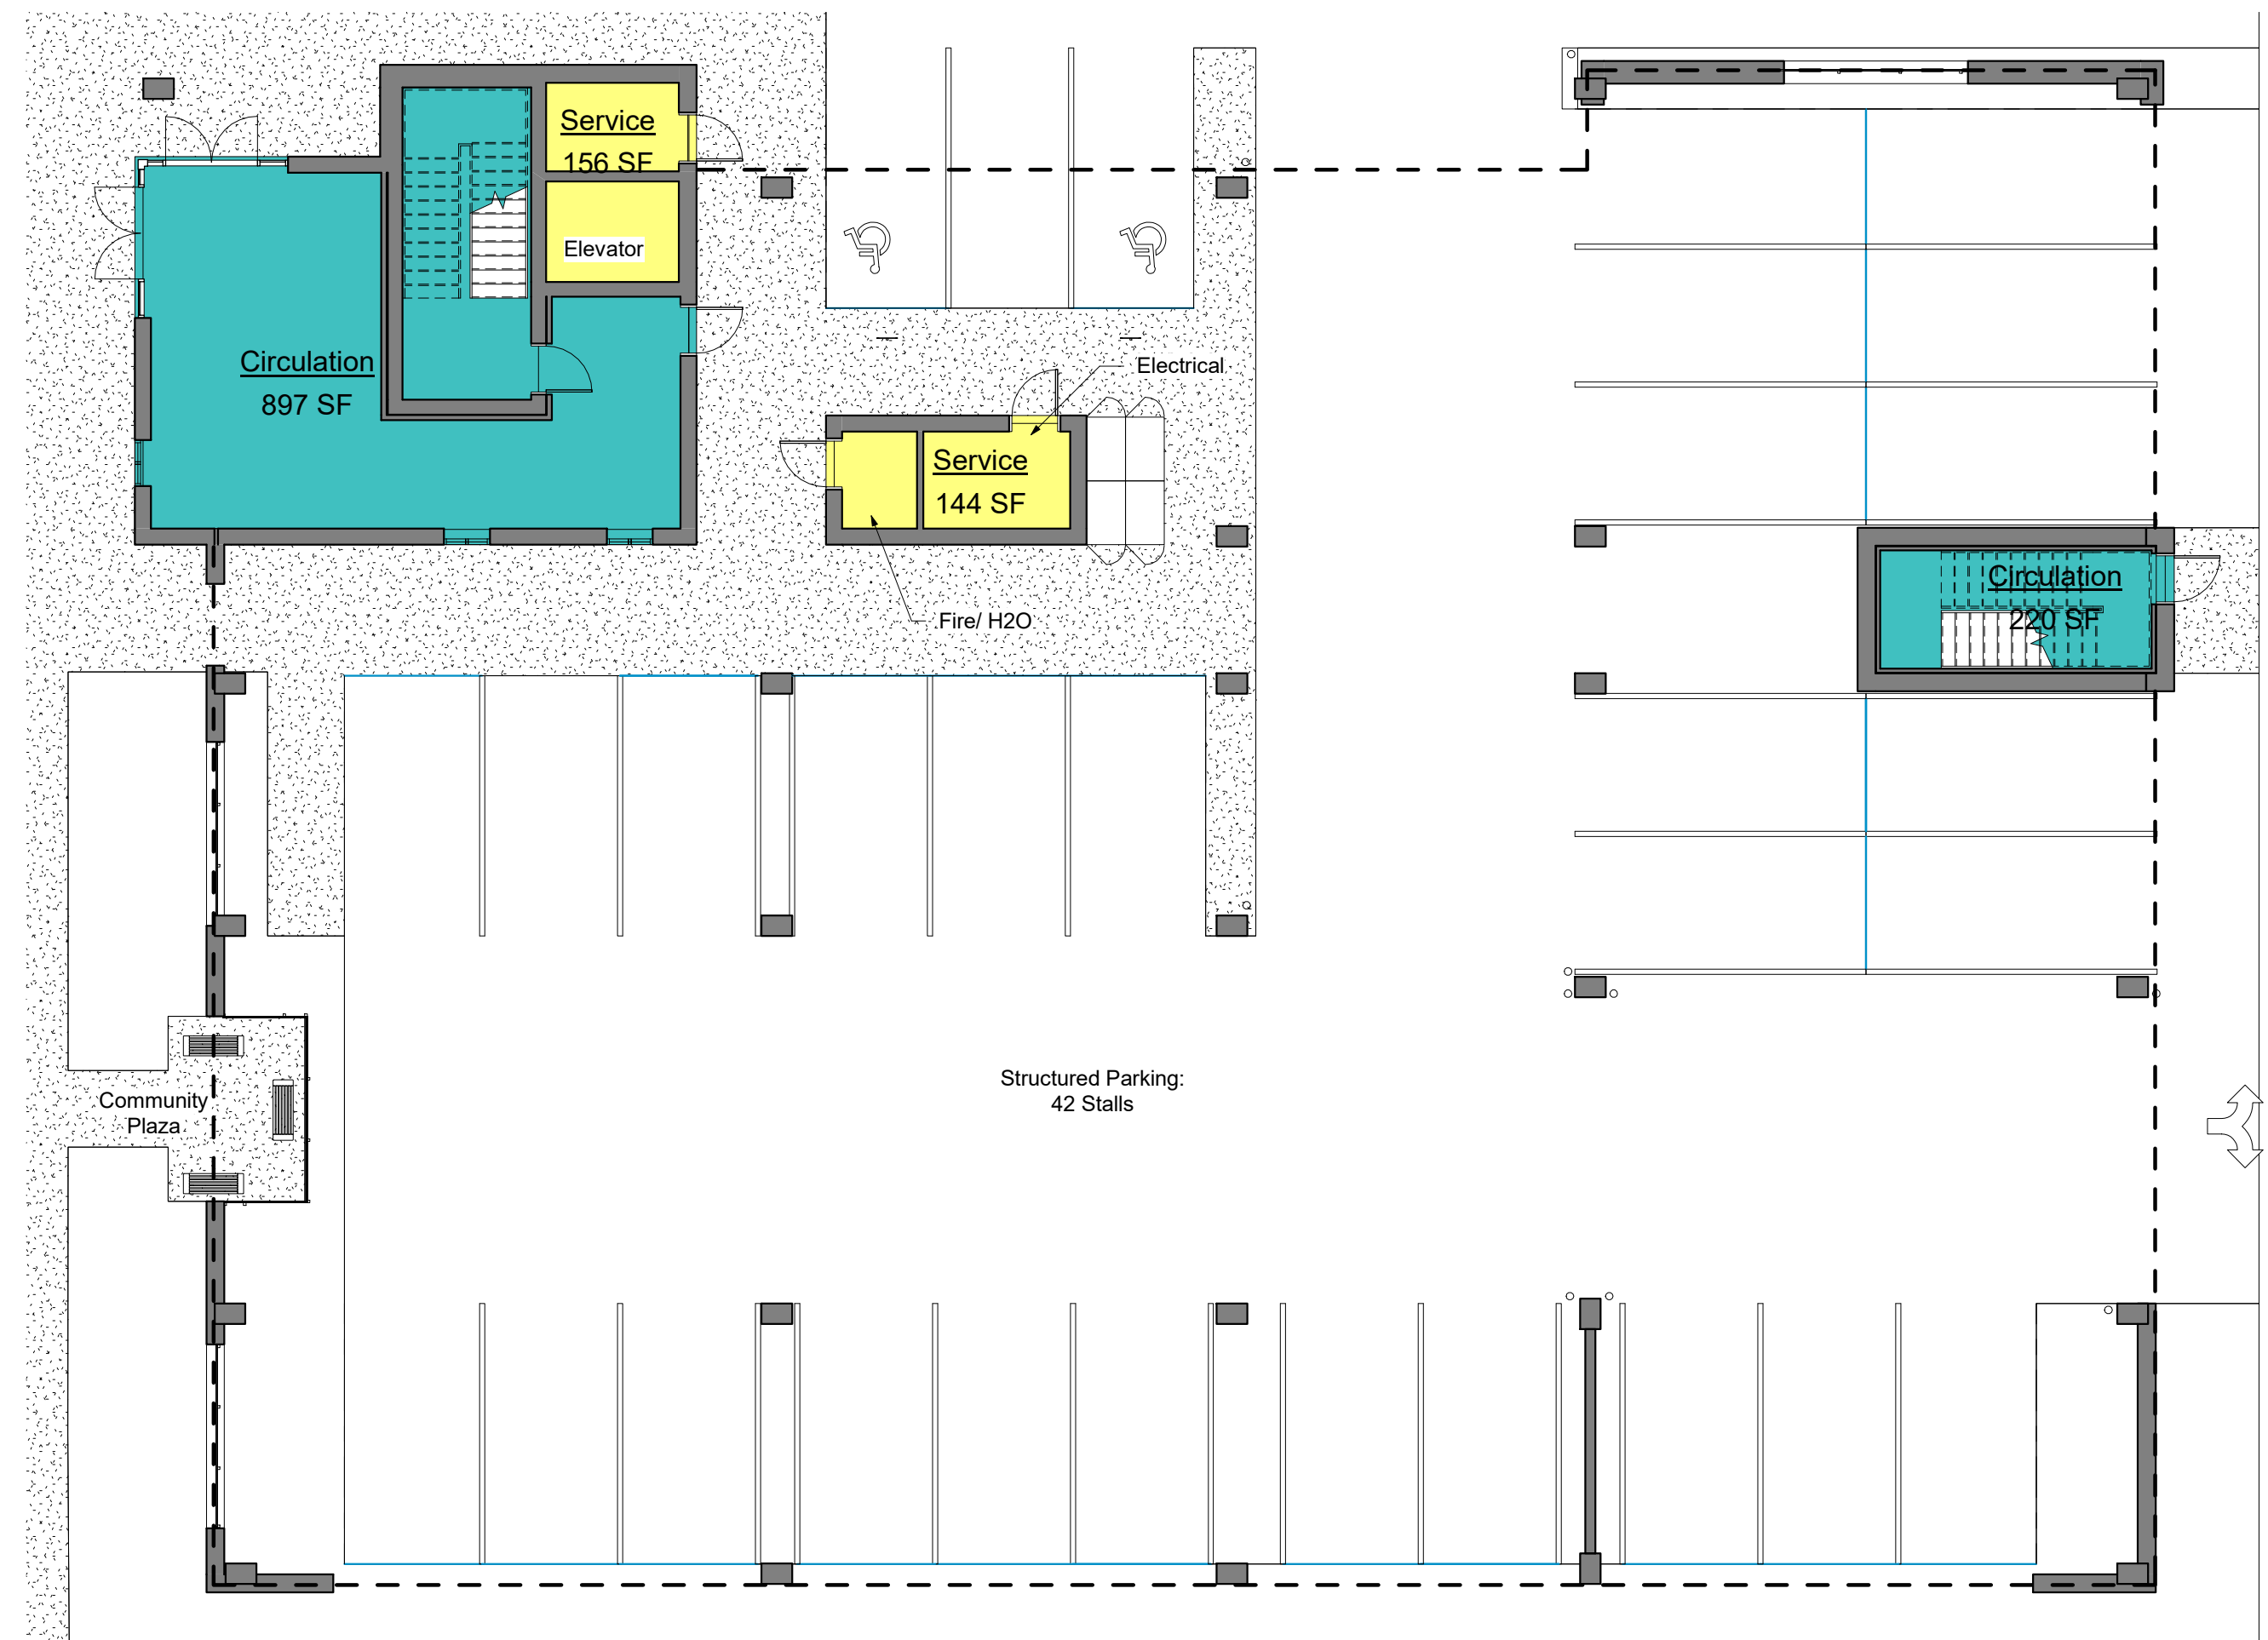 Service
156 SF
Elevator
Circulation
897 SF
Electrical
Service
144 SF
Fire/ H2O
Circulation
220 SF
Community
Plaza
Structured Parking:
42 Stalls